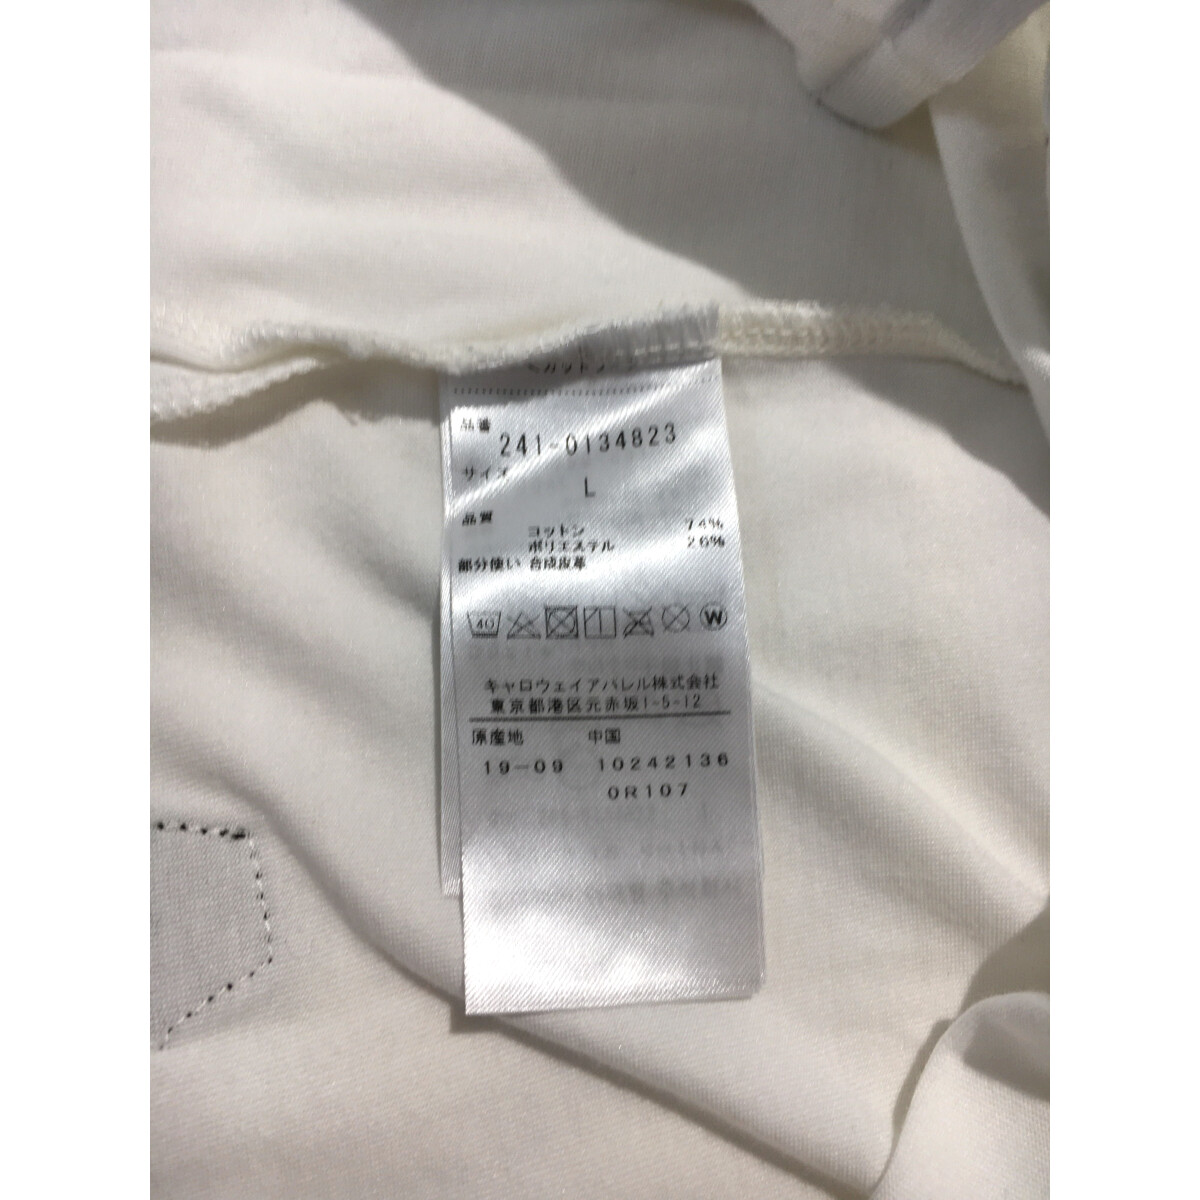 品番
241-0134823
サイズ
L
品質
コットン 74%
ポリエステル 26%
部分使い 合成皮革
40 W
キャロウェイアパレル株式会社
東京都港区元赤坂1-5-12
原産地 中国
19-09 10242136
0R107